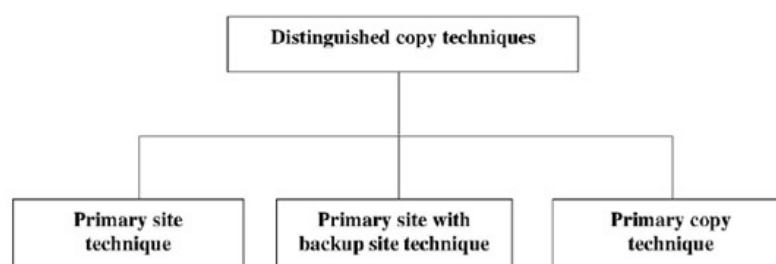 Distinguished copy techniques
Primary site
technique
Primary site with
backup site technique
Primary copy
technique